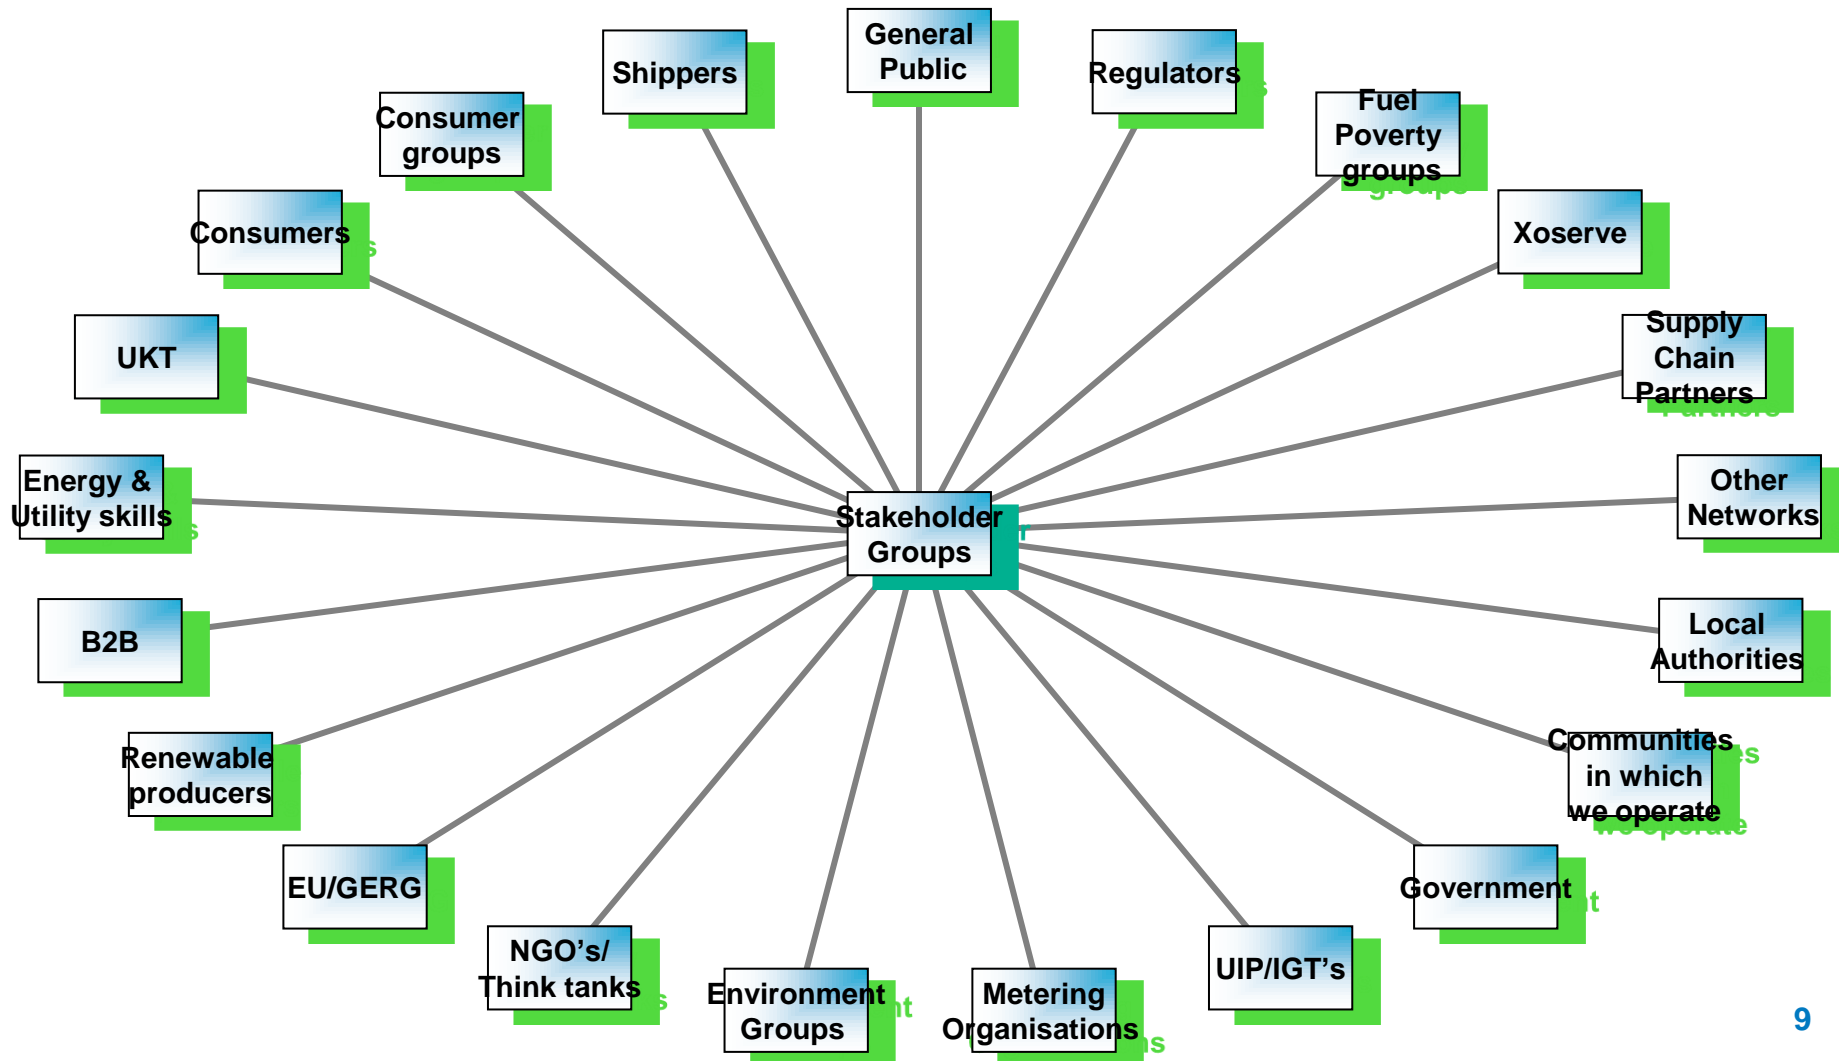 General
Public
Shippers
Regulators
Consumer
groups
Fuel
Poverty
groups
Consumers
Xoserve
UKT
Supply
Chain
Partners
Energy &
Utility skills
Other
Networks
Stakeholder
Groups
B2B
Local
Authorities
Renewable
producers
Communities
in which
we operate
EU/GERG
Government
NGO’s/
Think tanks
UIP/IGT’s
Environment
Groups
Metering
Organisations
9